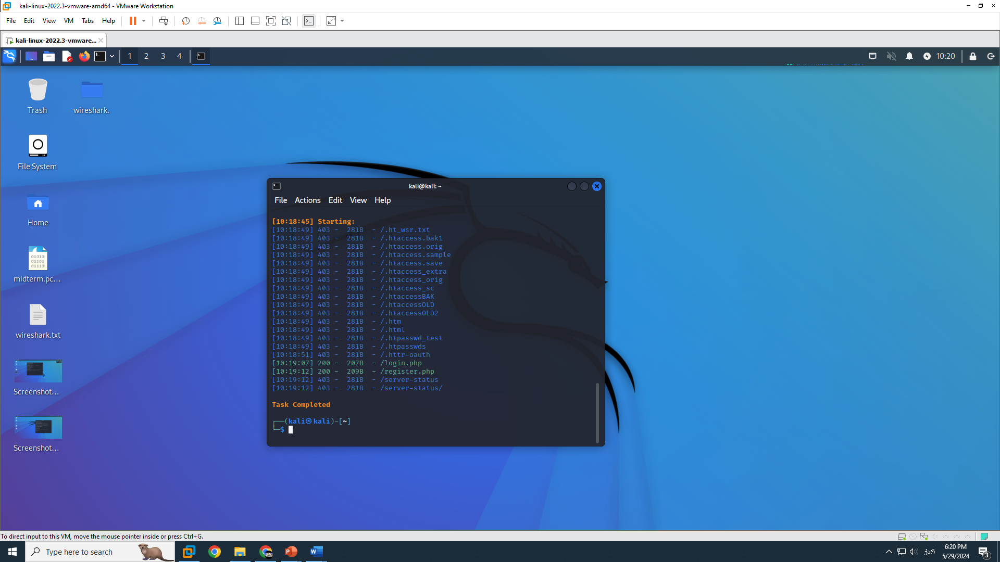 kali-linux-2022.3-vmware-amd64 - VMware Workstation
File Edit View VM Tabs Help
kali-linux-2022.3-vmware...
1 2 3 4
10:20
Trash
wireshark.
File System
Home
midterm.pc...
wireshark.txt
Screenshot...
Screenshot...
kali@kali: ~
File Actions Edit View Help
[10:18:45] Starting:
[10:18:49] 403 - 281B - /.ht_wsr.txt
[10:18:49] 403 - 281B - /.htaccess.bak1
[10:18:49] 403 - 281B - /.htaccess.orig
[10:18:49] 403 - 281B - /.htaccess.sample
[10:18:49] 403 - 281B - /.htaccess.save
[10:18:49] 403 - 281B - /.htaccess_extra
[10:18:49] 403 - 281B - /.htaccess_orig
[10:18:49] 403 - 281B - /.htaccess_sc
[10:18:49] 403 - 281B - /.htaccessBAK
[10:18:49] 403 - 281B - /.htaccessOLD
[10:18:49] 403 - 281B - /.htaccessOLD2
[10:18:49] 403 - 281B - /.htm
[10:18:49] 403 - 281B - /.html
[10:18:49] 403 - 281B - /.htpasswd_test
[10:18:49] 403 - 281B - /.htpasswds
[10:18:51] 403 - 281B - /.httr-oauth
[10:19:07] 200 - 207B - /login.php
[10:19:12] 200 - 209B - /register.php
[10:19:12] 403 - 281B - /server-status
[10:19:12] 403 - 281B - /server-status/
Task Completed
┌──(kali㉿kali)-[~]
└─$
To direct input to this VM, move the mouse pointer inside or press Ctrl+G.
Type here to search
ქარ
6:20 PM
5/29/2024
3